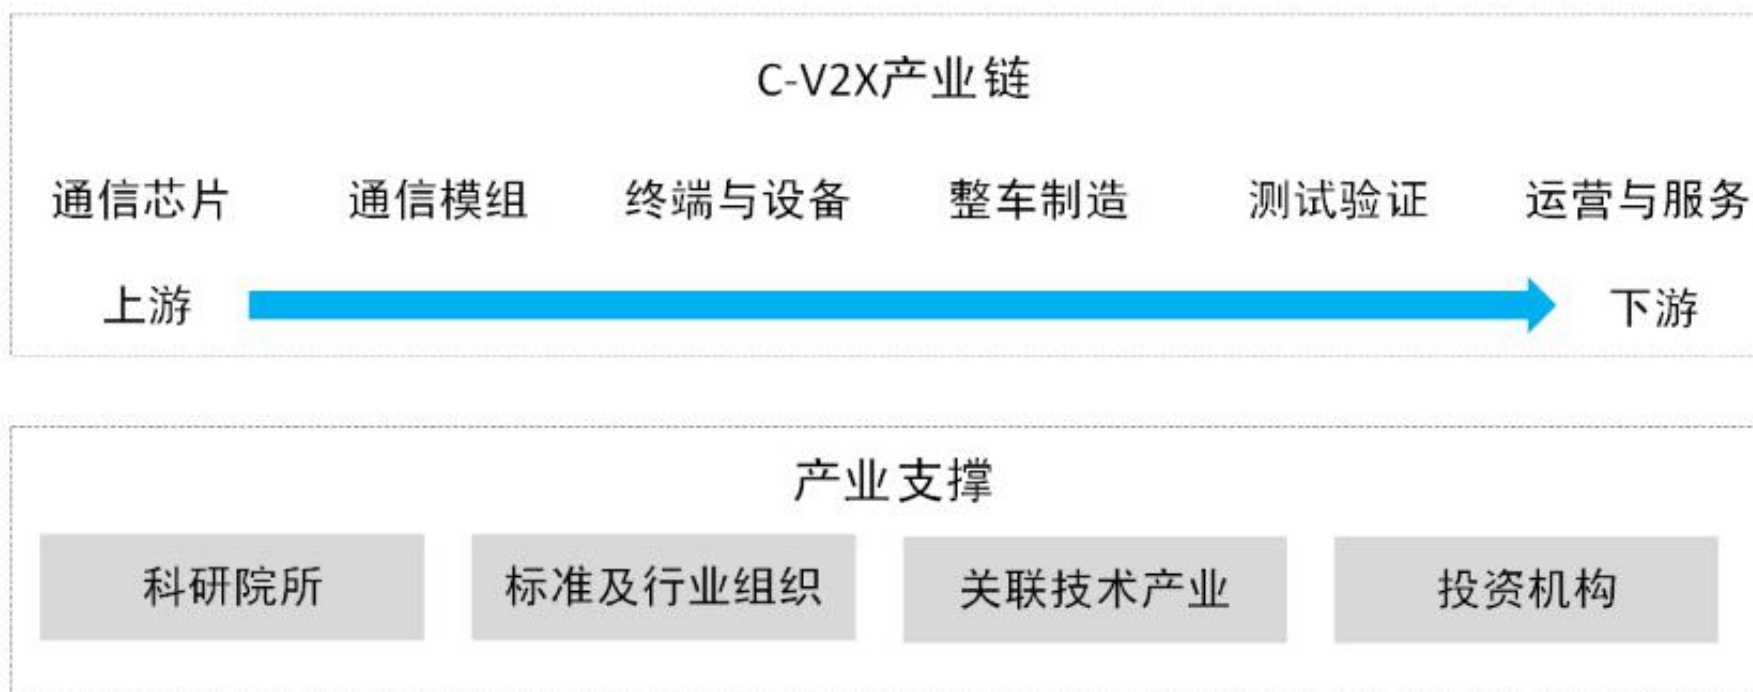 C-V2X产业链
通信芯片 通信模组 终端与设备 整车制造 测试验证 运营与服务
上游 下游
产业支撑
科研院所 标准及行业组织 关联技术产业 投资机构